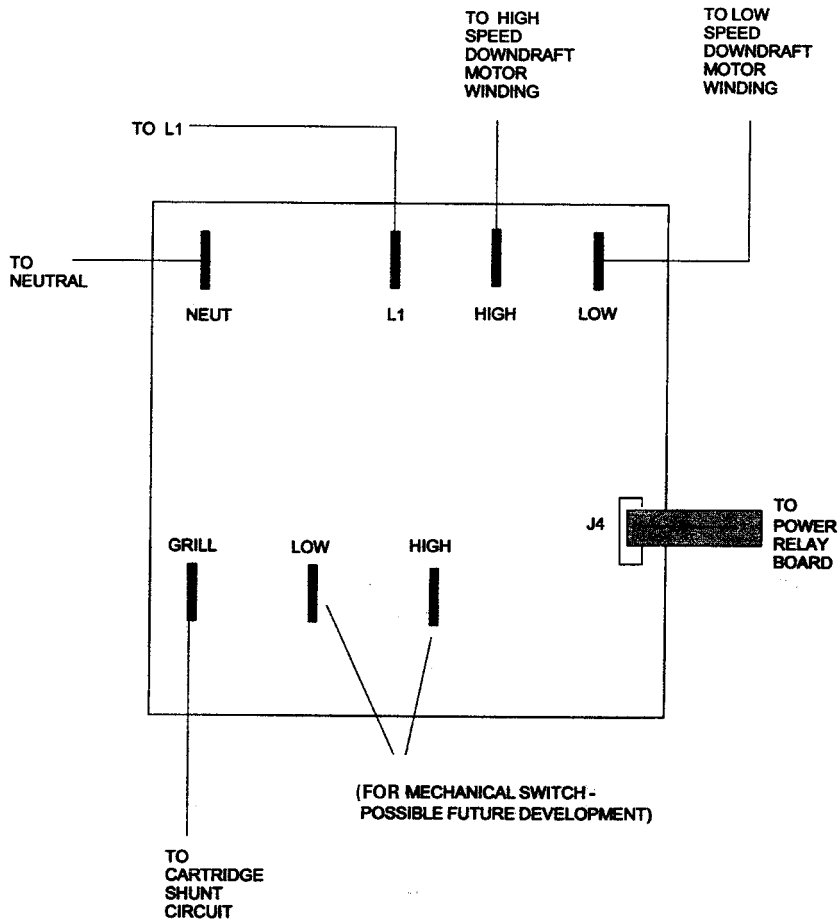 TO HIGH
SPEED
DOWNDRAFT
MOTOR
WINDING
TO LOW
SPEED
DOWNDRAFT
MOTOR
WINDING
TO L1
TO
NEUTRAL
NEUT
L1
HIGH
LOW
J4
TO
POWER
RELAY
BOARD
GRILL
LOW
HIGH
(FOR MECHANICAL SWITCH -
POSSIBLE FUTURE DEVELOPMENT)
TO
CARTRIDGE
SHUNT
CIRCUIT